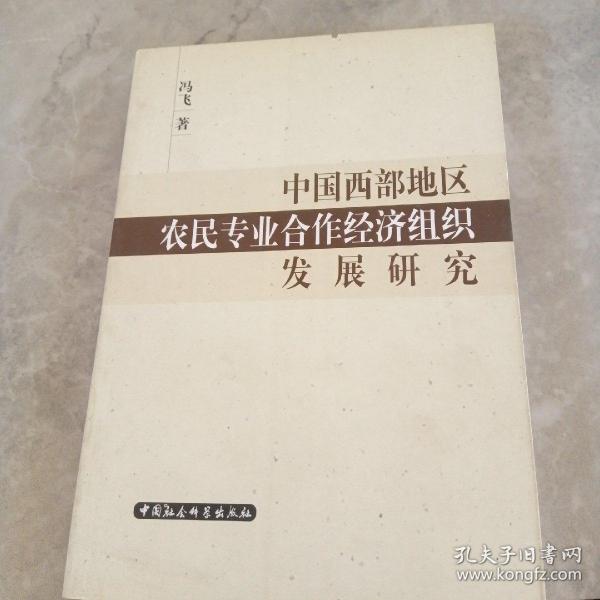 冯飞 著
中国西部地区
农民专业合作经济组织
发展研究
中国社会科学出版社
孔夫子旧书网
www.kongfz.com